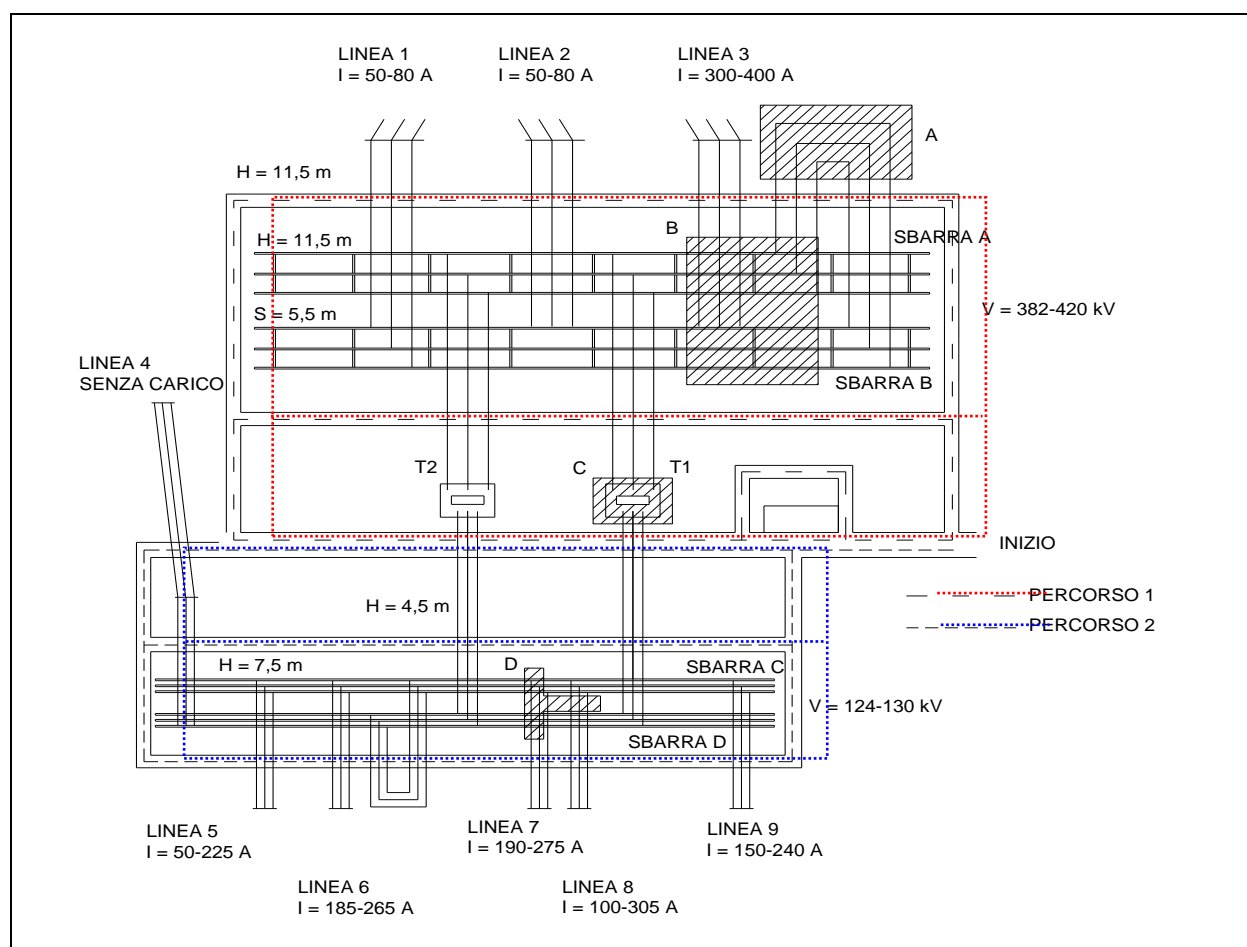 LINEA 1
I = 50-80 A
LINEA 2
I = 50-80 A
LINEA 3
I = 300-400 A
A
H = 11,5 m
B
SBARRA A
H = 11,5 m
S = 5,5 m
V = 382-420 kV
LINEA 4
SENZA CARICO
SBARRA B
T2
C
T1
INIZIO
H = 4,5 m
PERCORSO 1
PERCORSO 2
H = 7,5 m
D
SBARRA C
V = 124-130 kV
SBARRA D
LINEA 5
I = 50-225 A
LINEA 7
I = 190-275 A
LINEA 9
I = 150-240 A
LINEA 6
I = 185-265 A
LINEA 8
I = 100-305 A